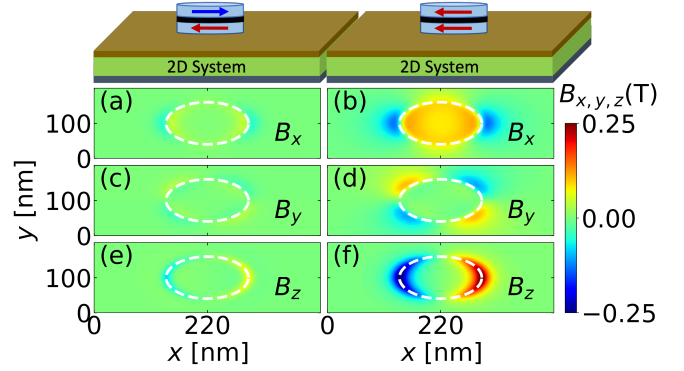 2D System
2D System
B_{x, y, z}(T)
(a)
B_x
(b)
B_x
100
0
0.25
(c)
B_y
(d)
B_y
100
0
0.00
(e)
B_z
(f)
B_z
100
0
−0.25
y [nm]
0
220
0
220
x [nm]
x [nm]